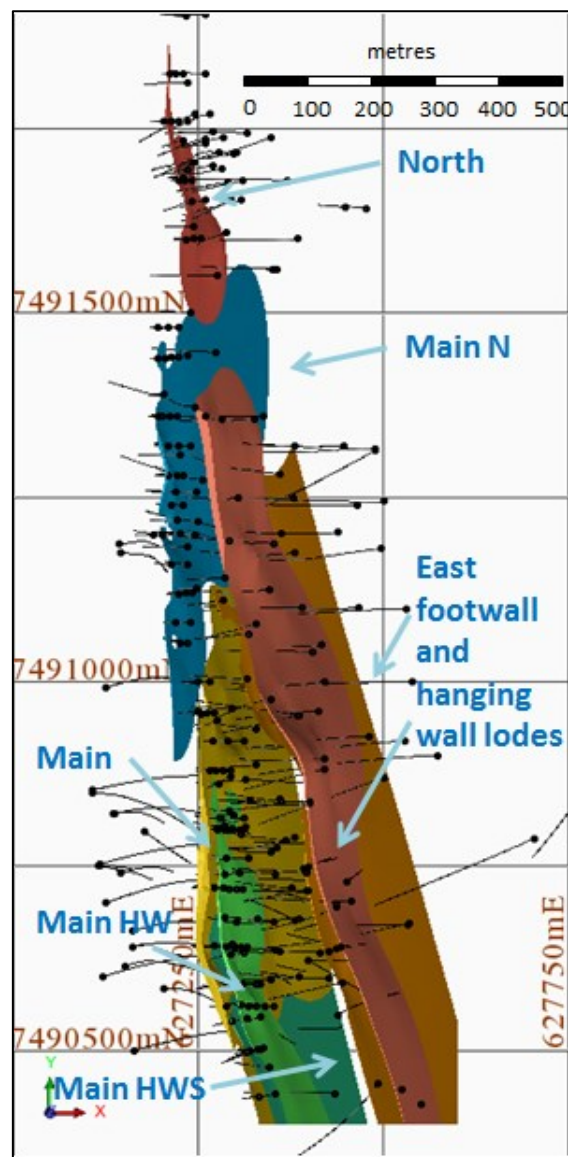 metres
0 100 200 300 400 500
North
7491500mN
Main N
East
footwall
and
hanging
wall lodes
7491000mN
Main
Main HW
627250mE
627750mE
7490500mN
Main HWS
Y
X